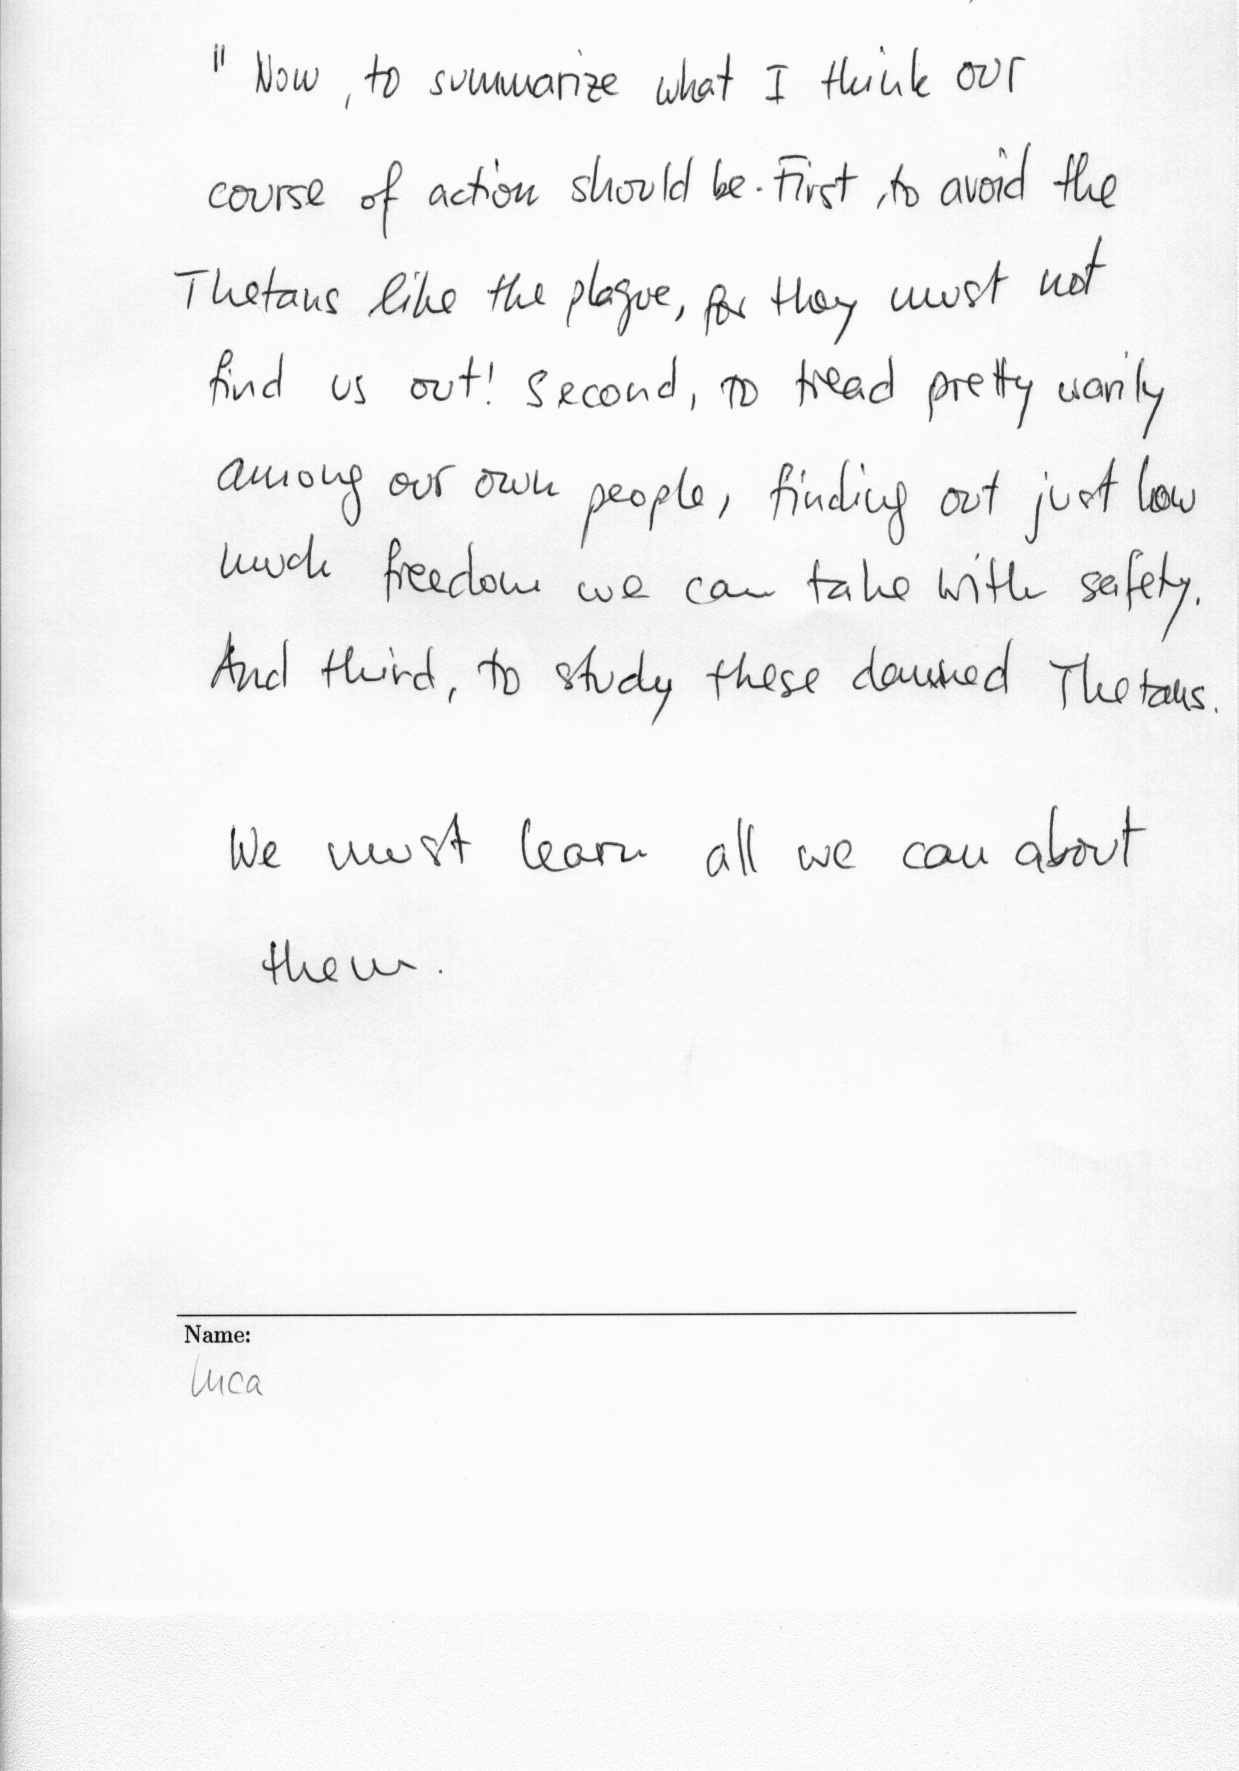 " Now, to summarize what I think our
course of action should be. First, to avoid the
Thetans like the plague, for they must not
find us out! Second, to tread pretty warily
among our own people, finding out just how
much freedom we can take with safety.
And third, to study these damned Thetans.
We must learn all we can about
them.
Name:
Luca